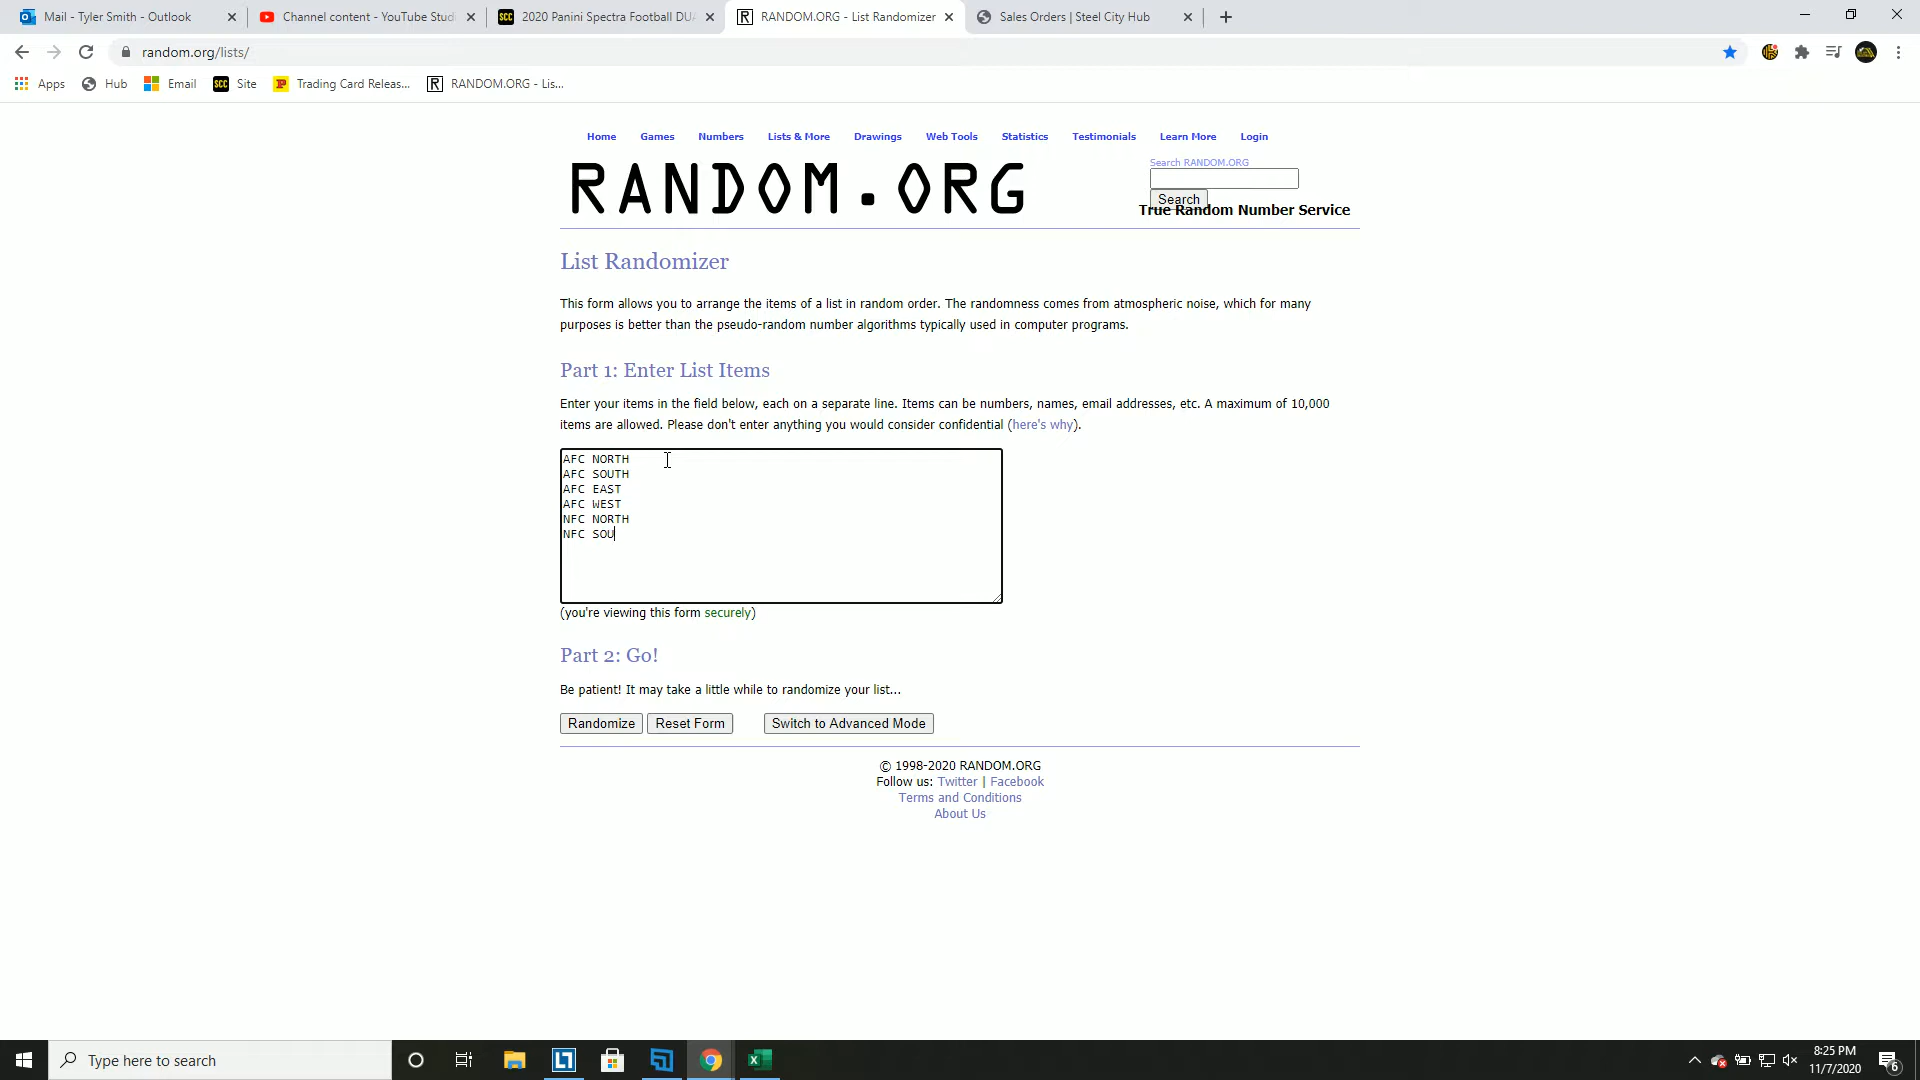 Mail - Tyler Smith - Outlook
Channel content - YouTube Studi
SCC 2020 Panini Spectra Football DUA
R RANDOM.ORG - List Randomizer
Sales Orders | Steel City Hub
random.org/lists/
Apps Hub Email SCC Site Trading Card Releas... R RANDOM.ORG - Lis...
Home Games Numbers Lists & More Drawings Web Tools Statistics Testimonials Learn More Login
RANDOM.ORG
Search RANDOM.ORG
Search
True Random Number Service
List Randomizer
This form allows you to arrange the items of a list in random order. The randomness comes from atmospheric noise, which for many
purposes is better than the pseudo-random number algorithms typically used in computer programs.
Part 1: Enter List Items
Enter your items in the field below, each on a separate line. Items can be numbers, names, email addresses, etc. A maximum of 10,000
items are allowed. Please don't enter anything you would consider confidential (here's why).
AFC NORTH
AFC SOUTH
AFC EAST
AFC WEST
NFC NORTH
NFC SOU
(you're viewing this form securely)
Part 2: Go!
Be patient! It may take a little while to randomize your list...
Randomize Reset Form Switch to Advanced Mode
© 1998-2020 RANDOM.ORG
Follow us: Twitter | Facebook
Terms and Conditions
About Us
Type here to search
8:25 PM
11/7/2020
6